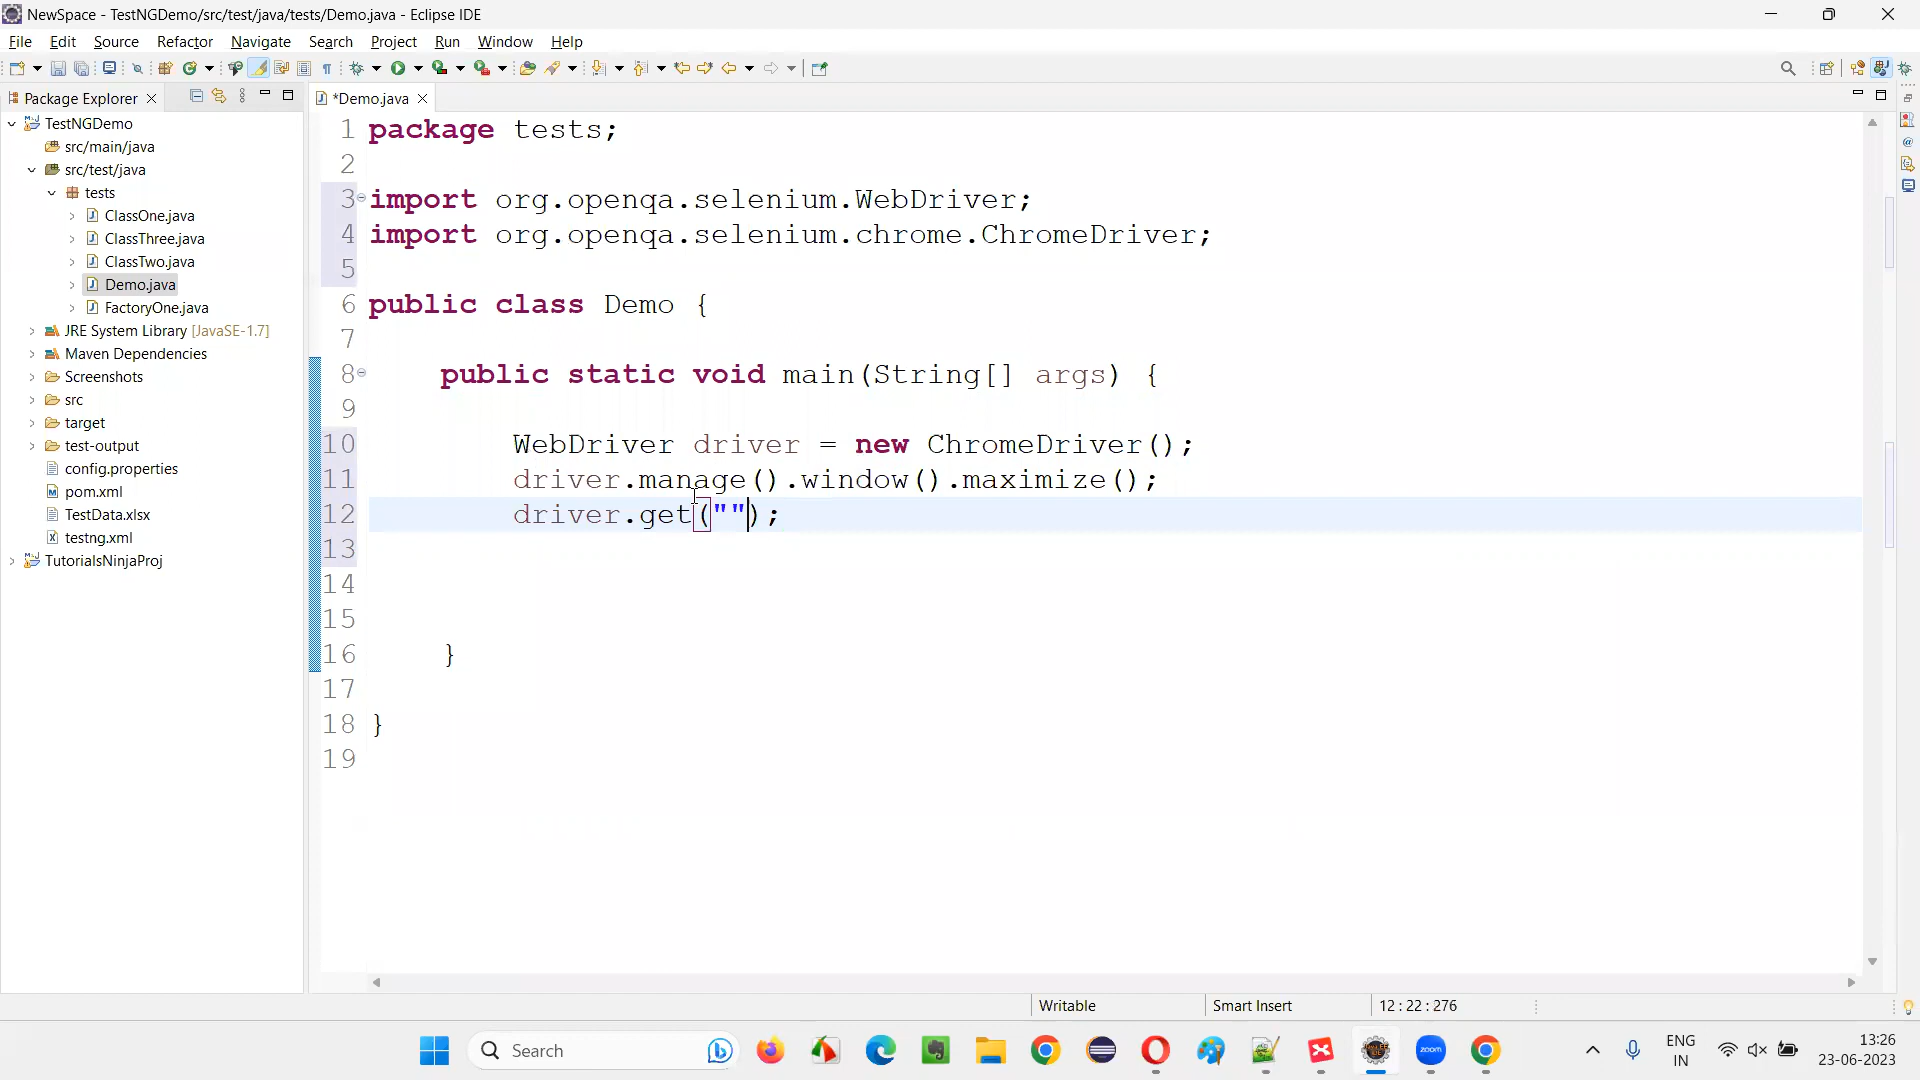 NewSpace - TestNGDemo/src/test/java/tests/Demo.java - Eclipse IDE
File Edit Source Refactor Navigate Search Project Run Window Help
Package Explorer
*Demo.java
TestNGDemo
src/main/java
src/test/java
tests
ClassOne.java
ClassThree.java
ClassTwo.java
Demo.java
FactoryOne.java
JRE System Library [JavaSE-1.7]
Maven Dependencies
Screenshots
src
target
test-output
config.properties
pom.xml
TestData.xlsx
testng.xml
TutorialsNinjaProj
1 package tests;
2
3 import org.openqa.selenium.WebDriver;
4 import org.openqa.selenium.chrome.ChromeDriver;
5
6 public class Demo {
7
8 public static void main(String[] args) {
9
10 WebDriver driver = new ChromeDriver();
11 driver.manage().window().maximize();
12 driver.get("");
13
14
15
16 }
17
18 }
19
Writable Smart Insert 12 : 22 : 276
Search
zoom
ENG
IN
13:26
23-06-2023